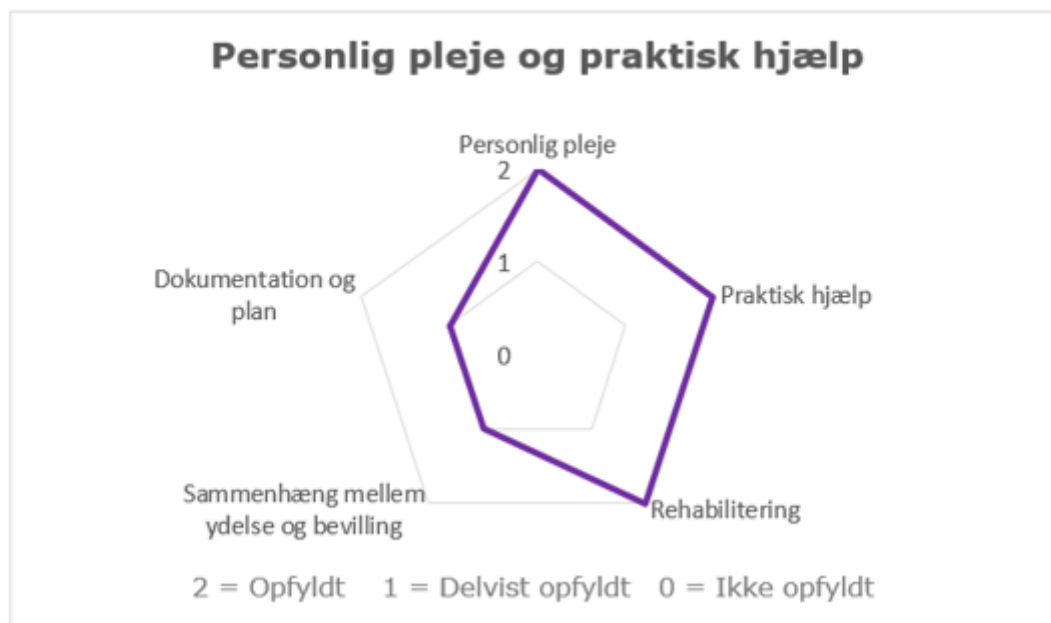 Personlig pleje og praktisk hjælp
Personlig pleje
2
1
Dokumentation og
plan
Praktisk hjælp
0
Sammenhæng mellem
ydelse og bevilling
Rehabilitering
2 = Opfyldt 1 = Delvist opfyldt 0 = Ikke opfyldt